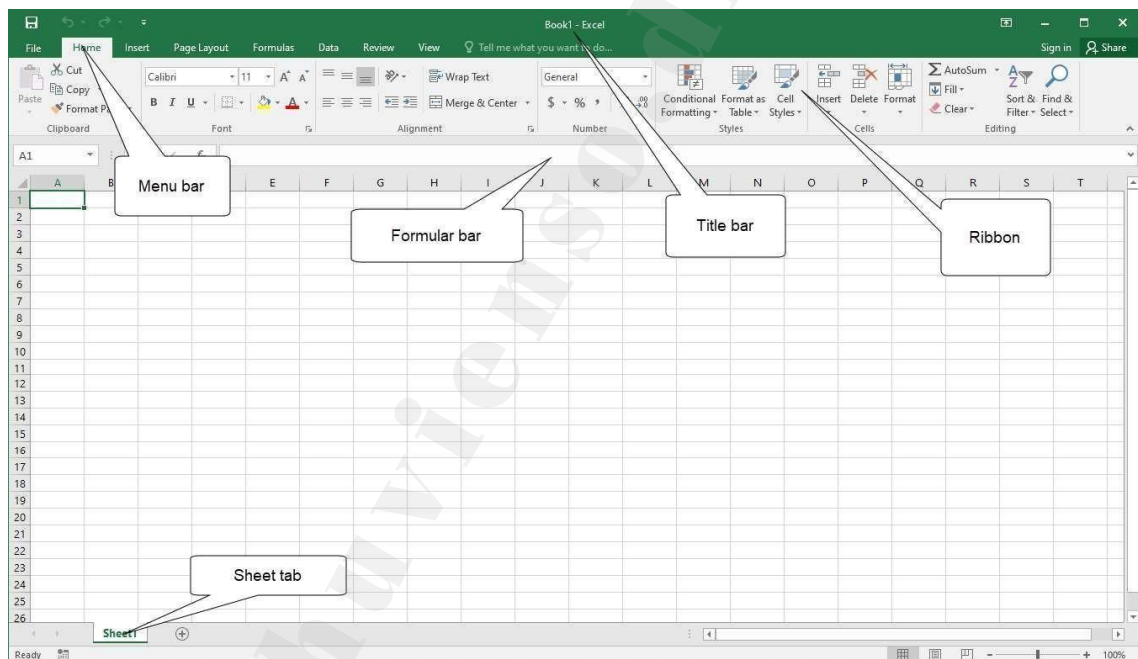 Book1 - Excel
File Home Insert Page Layout Formulas Data Review View Tell me what you want to do... Sign in Share
Cut
Copy
Format
Paste
Clipboard
Calibri 11 A A
B I U A
Font
Wrap Text
Merge & Center
Alignment
General
$ % , .00
Number
Conditional Formatting Format as Table Cell Styles
Styles
Insert Delete Format
Cells
AutoSum
Fill
Clear
Sort & Filter Find & Select
Editing
A1
A B E F G H I J K L M N O P Q R S T
Menu bar
Formular bar
Title bar
Ribbon
1
2
3
4
5
6
7
8
9
10
11
12
13
14
15
16
17
18
19
20
21
22
23
24
25
26
Sheet tab
Sheet1
Ready 100%